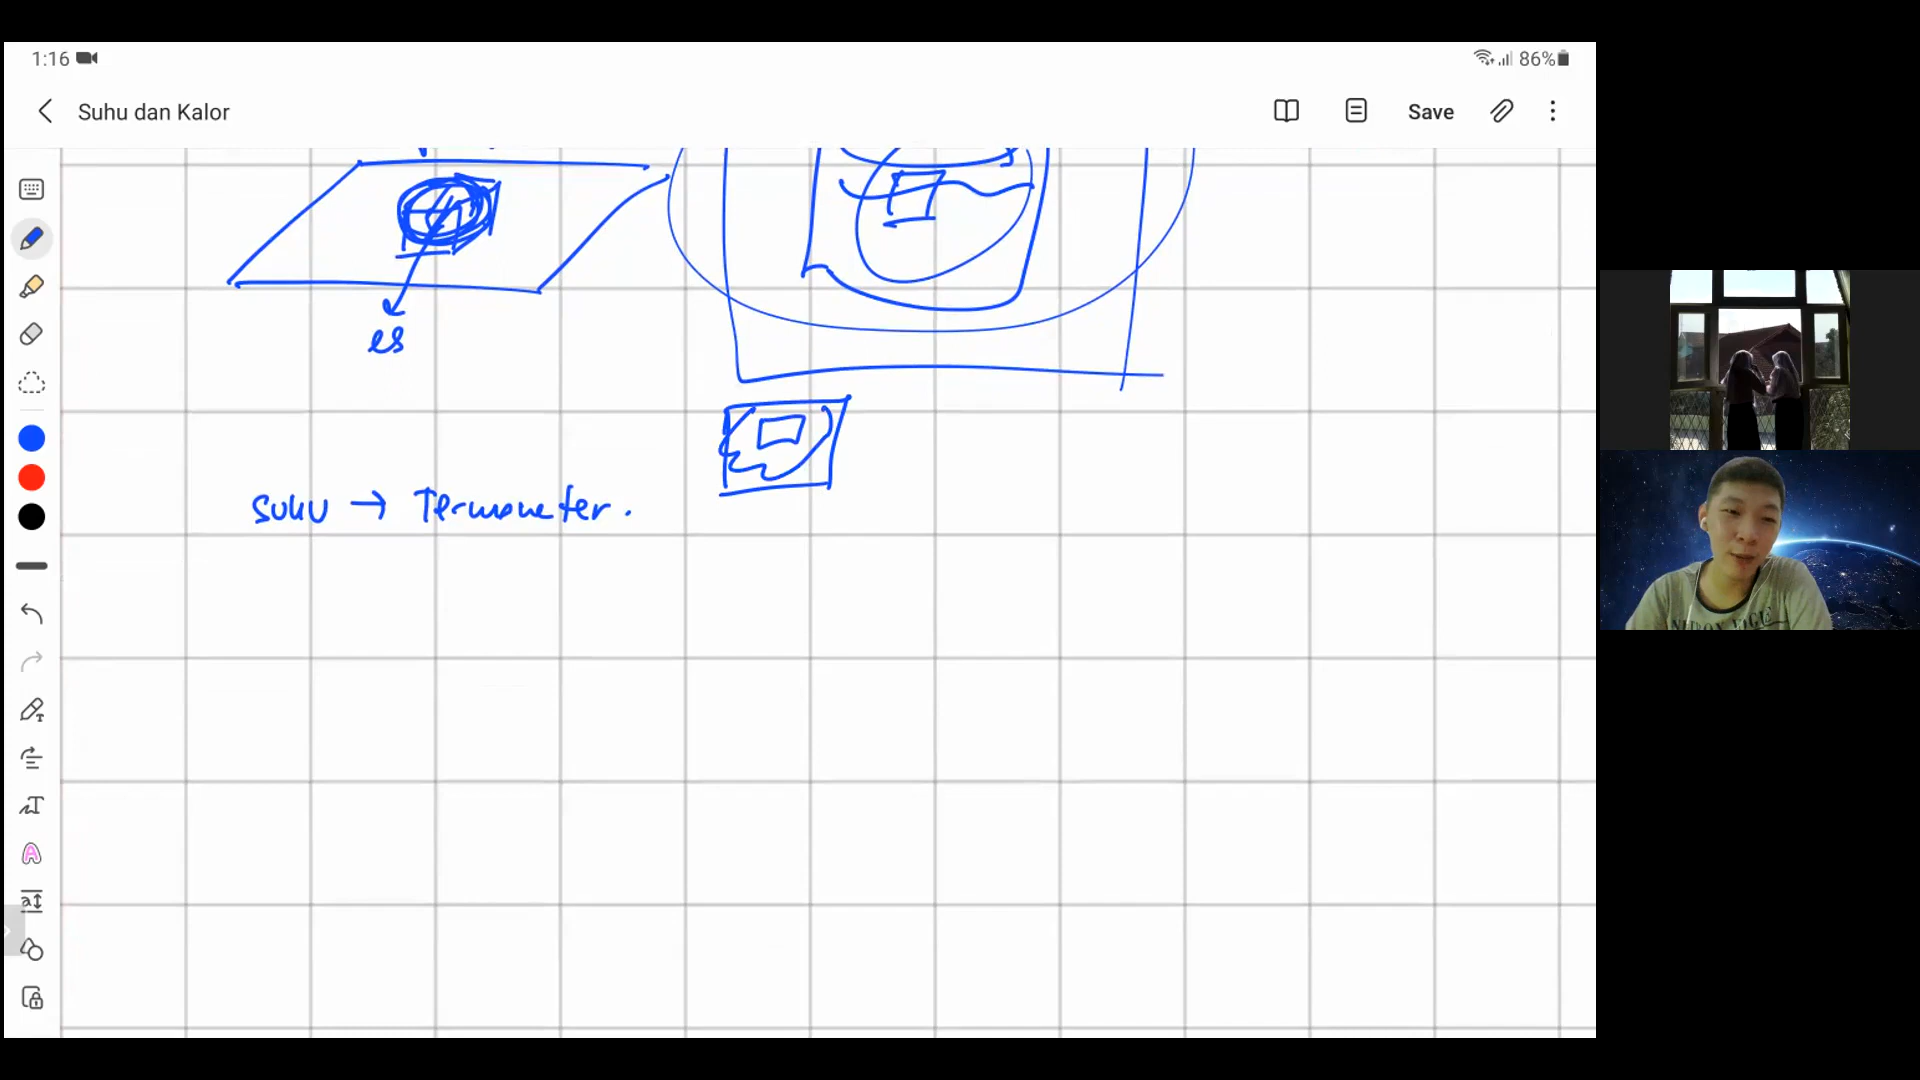 1:16 86%
Suhu dan Kalor Save
es
suhu → Termometer.